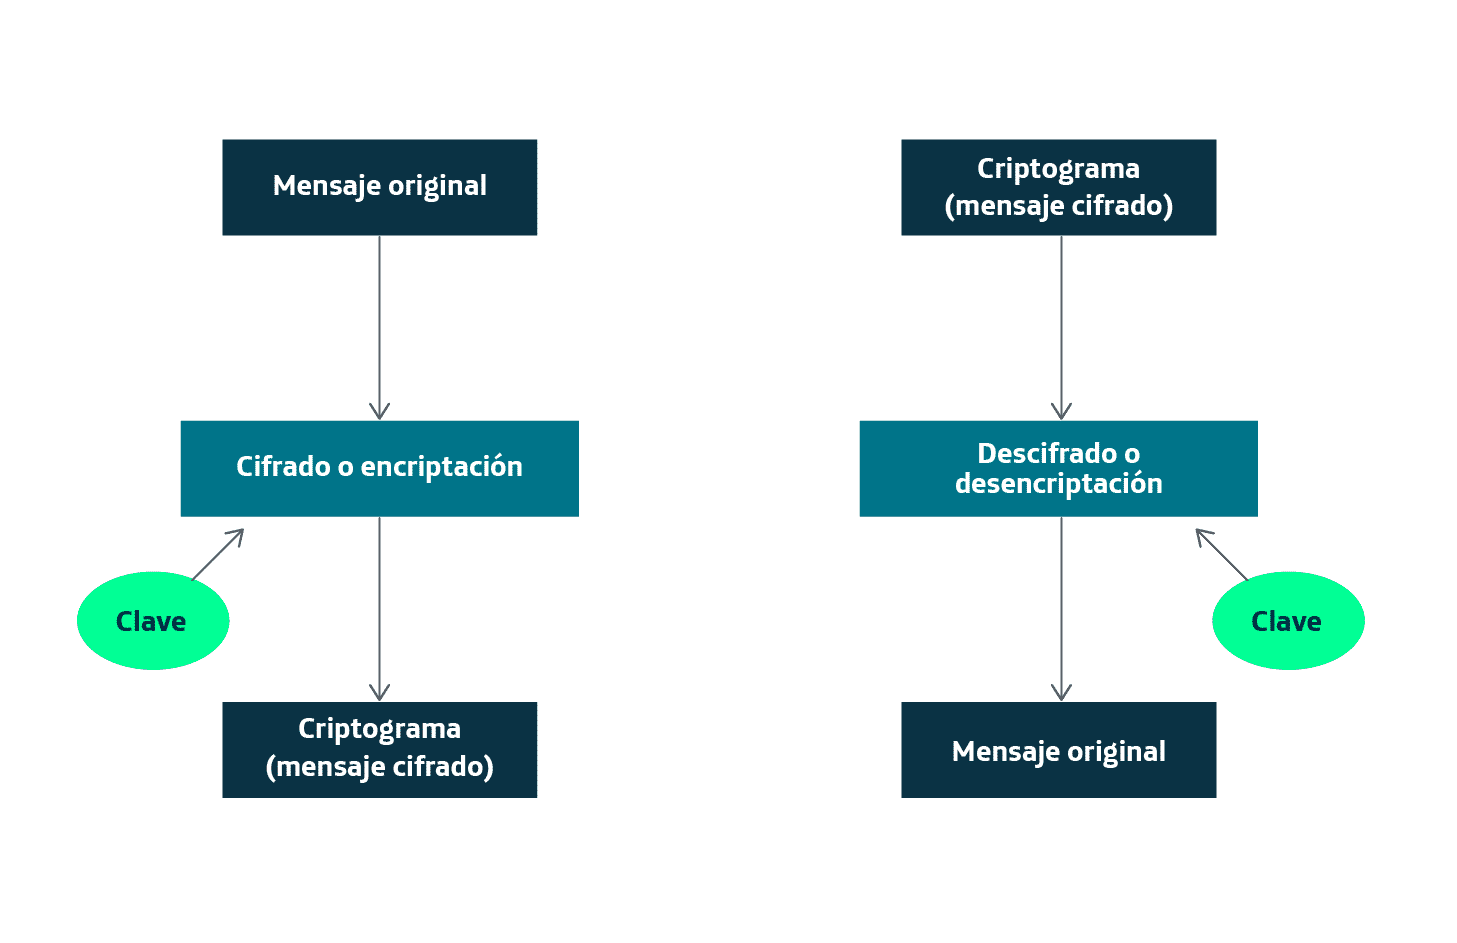 Mensaje original
Cifrado o encriptación
Clave
Criptograma
(mensaje cifrado)
Criptograma
(mensaje cifrado)
Descifrado o
desencriptación
Clave
Mensaje original